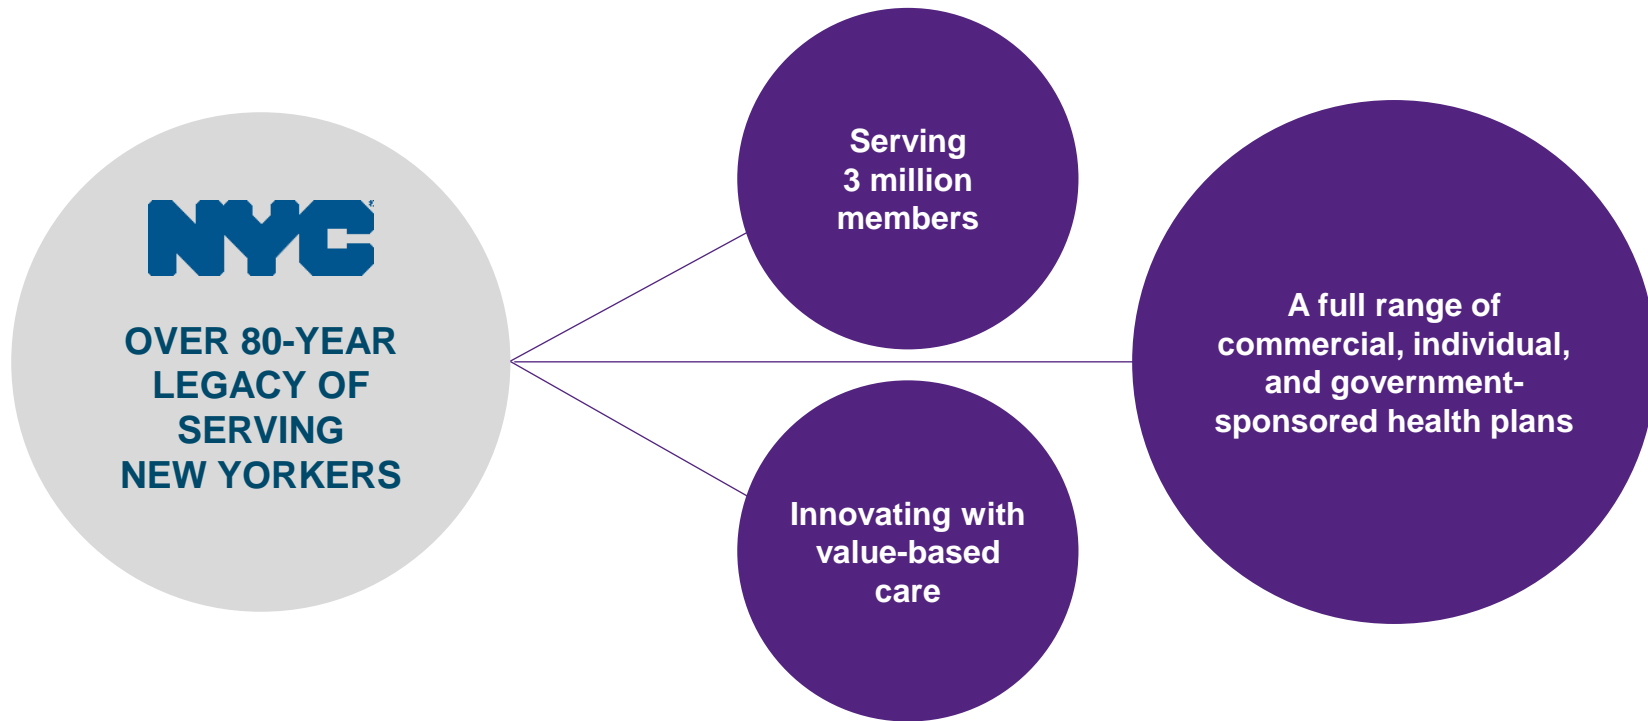 NYC
OVER 80-YEAR
LEGACY OF
SERVING
NEW YORKERS
Serving
3 million
members
Innovating with
value-based
care
A full range of
commercial, individual,
and government-
sponsored health plans